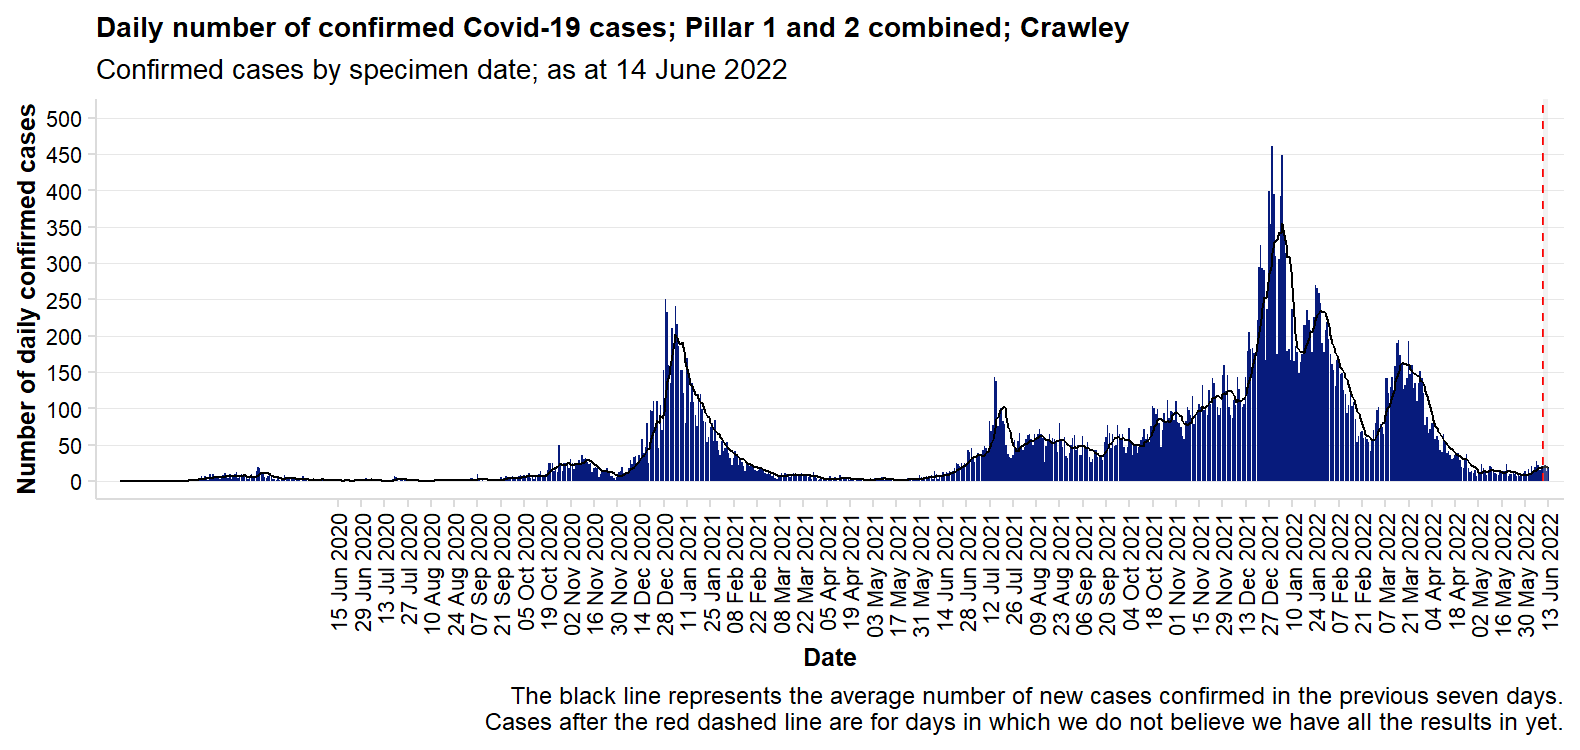 Daily number of confirmed Covid-19 cases; Pillar 1 and 2 combined; Crawley
Confirmed cases by specimen date; as at 14 June 2022
Number of daily confirmed cases
500
450
400
350
300
250
200
150
100
50
0
15 Jun 2020
29 Jun 2020
13 Jul 2020
27 Jul 2020
10 Aug 2020
24 Aug 2020
07 Sep 2020
21 Sep 2020
05 Oct 2020
19 Oct 2020
02 Nov 2020
16 Nov 2020
30 Nov 2020
14 Dec 2020
28 Dec 2020
11 Jan 2021
25 Jan 2021
08 Feb 2021
22 Feb 2021
08 Mar 2021
22 Mar 2021
05 Apr 2021
19 Apr 2021
03 May 2021
17 May 2021
31 May 2021
14 Jun 2021
28 Jun 2021
12 Jul 2021
26 Jul 2021
09 Aug 2021
23 Aug 2021
06 Sep 2021
20 Sep 2021
04 Oct 2021
18 Oct 2021
01 Nov 2021
15 Nov 2021
29 Nov 2021
13 Dec 2021
27 Dec 2021
10 Jan 2022
24 Jan 2022
07 Feb 2022
21 Feb 2022
07 Mar 2022
21 Mar 2022
04 Apr 2022
18 Apr 2022
02 May 2022
16 May 2022
30 May 2022
13 Jun 2022
Date
The black line represents the average number of new cases confirmed in the previous seven days.
Cases after the red dashed line are for days in which we do not believe we have all the results in yet.